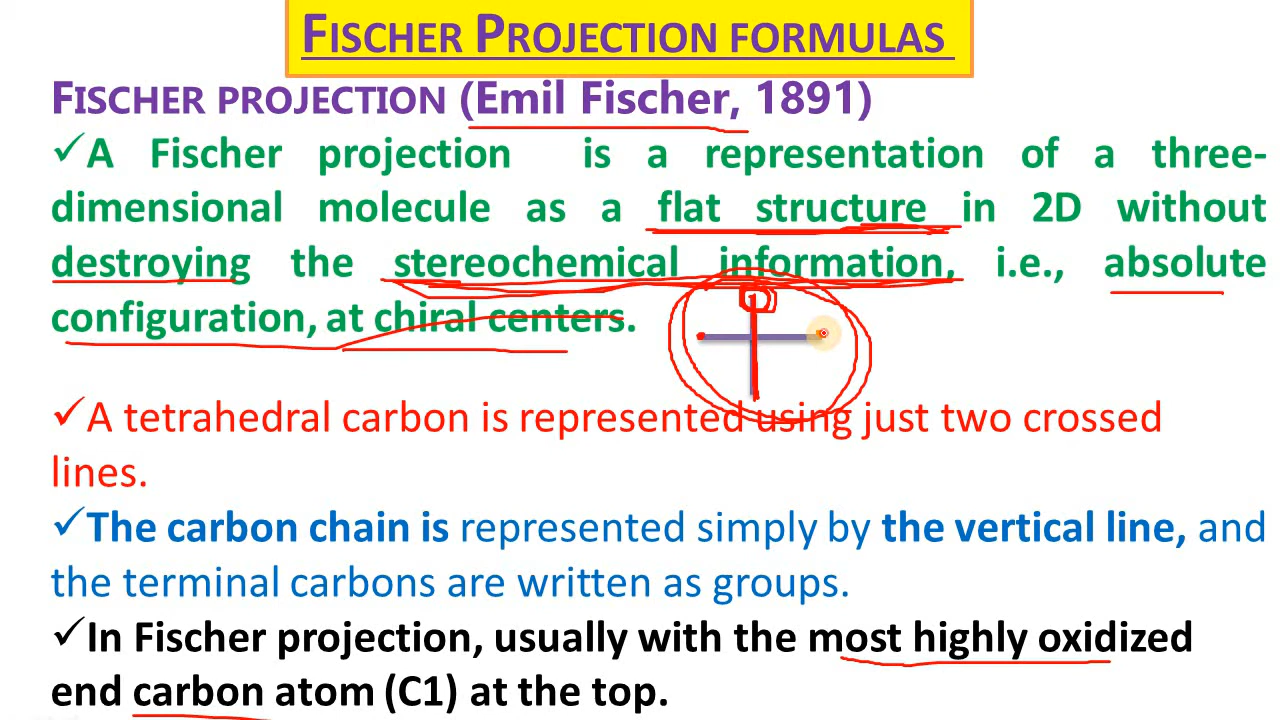 FISCHER PROJECTION FORMULAS
FISCHER PROJECTION (Emil Fischer, 1891)
✓A Fischer projection is a representation of a three-
dimensional molecule as a flat structure in 2D without
destroying the stereochemical information, i.e., absolute
configuration, at chiral centers.
✓A tetrahedral carbon is represented using just two crossed
lines.
✓The carbon chain is represented simply by the vertical line, and
the terminal carbons are written as groups.
✓In Fischer projection, usually with the most highly oxidized
end carbon atom (C1) at the top.